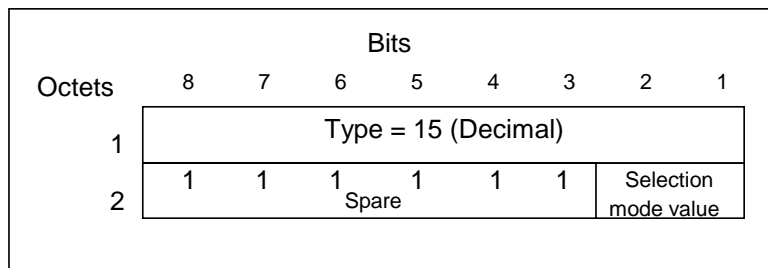 Bits
Octets 8 7 6 5 4 3 2 1
1 Type = 15 (Decimal)
2 1 1 1 1 1 1 Selection
Spare mode value